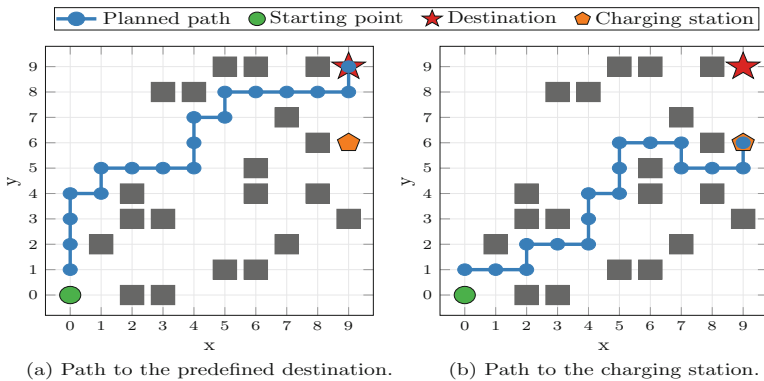 Planned path Starting point Destination Charging station
9
8
7
6
5
4
3
2
1
0
y
0 1 2 3 4 5 6 7 8 9
x
(a) Path to the predefined destination.
9
8
7
6
5
4
3
2
1
0
y
0 1 2 3 4 5 6 7 8 9
x
(b) Path to the charging station.